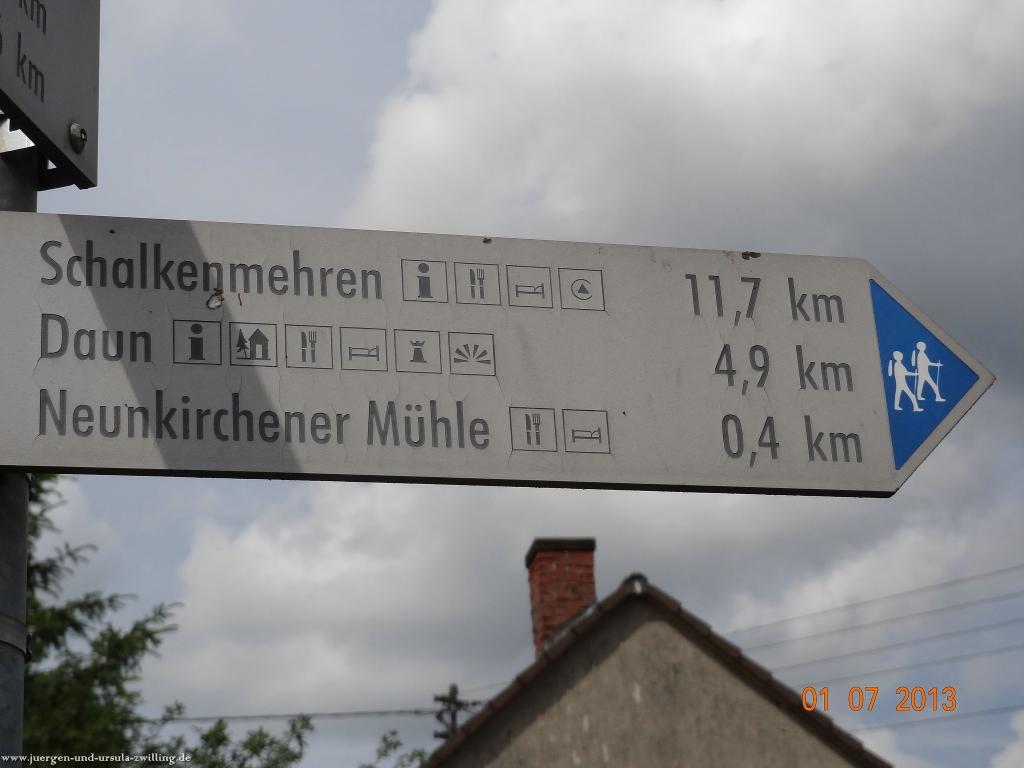 km
km
Schalkenmehren 11,7 km
Daun 4,9 km
Neunkirchener Mühle 0,4 km
01 07 2013
www.juergen-und-ursula-zwilling.de